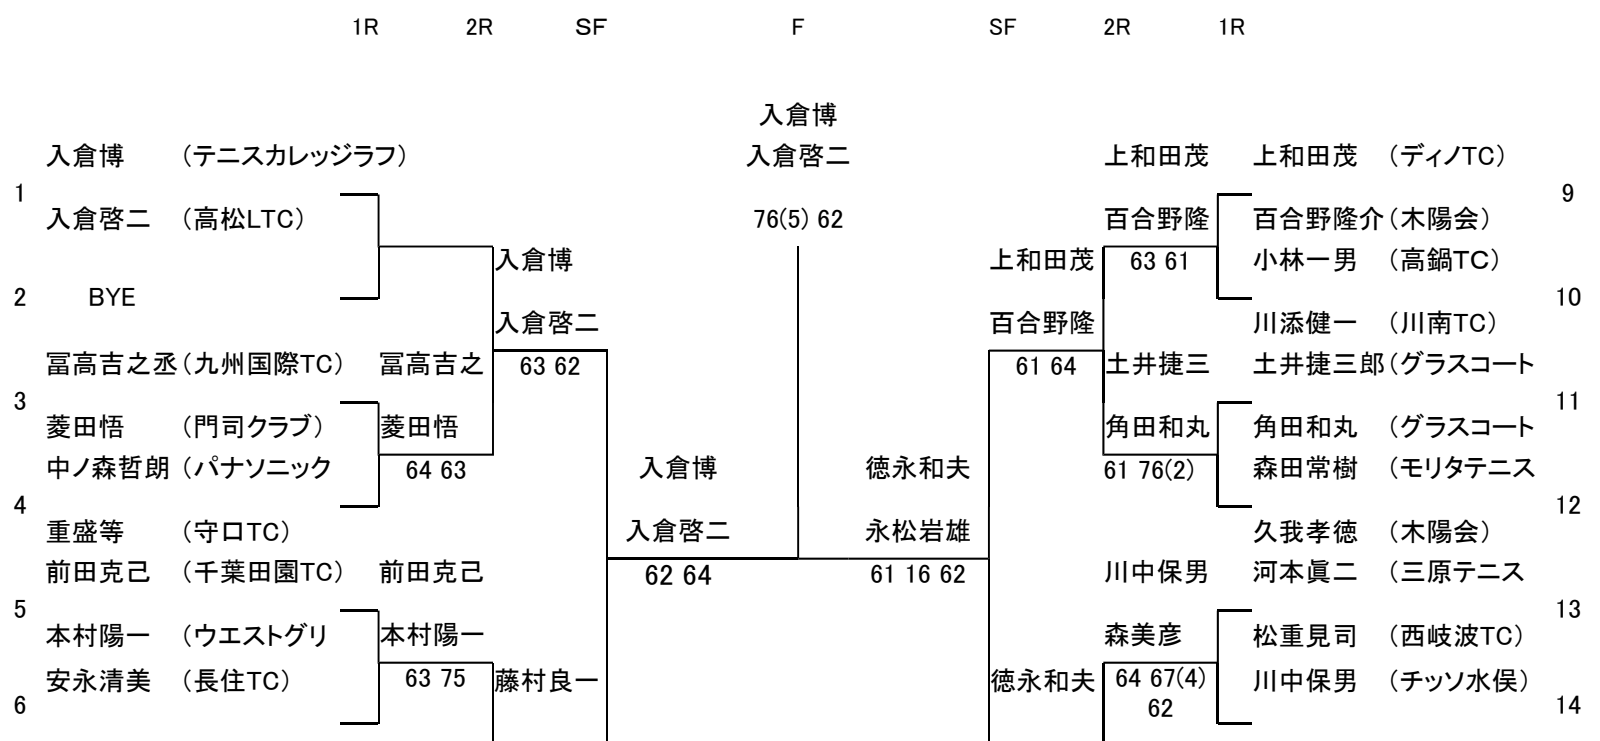 1R 2R SF F SF 2R 1R
入倉博
入倉博 （テニスカレッジラフ） 入倉啓二 上和田茂 上和田茂 （ディノTC）
1 9
入倉啓二 （高松LTC） 76(5) 62 百合野隆 百合野隆介 （木陽会）
入倉博 上和田茂 63 61 小林一男 （高鍋TC）
2 BYE 10
入倉啓二 百合野隆 川添健一 （川南TC）
冨高吉之丞 （九州国際TC） 冨高吉之 63 62 61 64 土井捷三 土井捷三郎 （グラスコート
3 11
菱田悟 （門司クラブ） 菱田悟 角田和丸 角田和丸 （グラスコート
中ノ森哲朗 （パナソニック 64 63 入倉博 徳永和夫 61 76(2) 森田常樹 （モリタテニス
4 12
重盛等 （守口TC） 入倉啓二 永松岩雄 久我孝徳 （木陽会）
前田克己 （千葉田園TC） 前田克己 62 64 61 16 62 川中保男 河本眞二 （三原テニス
5 13
本村陽一 （ウエストグリ 本村陽一 森美彦 松重見司 （西岐波TC）
安永清美 （長住TC） 63 75 藤村良一 徳永和夫 64 67(4) 川中保男 （チッソ水俣）
6 62 14